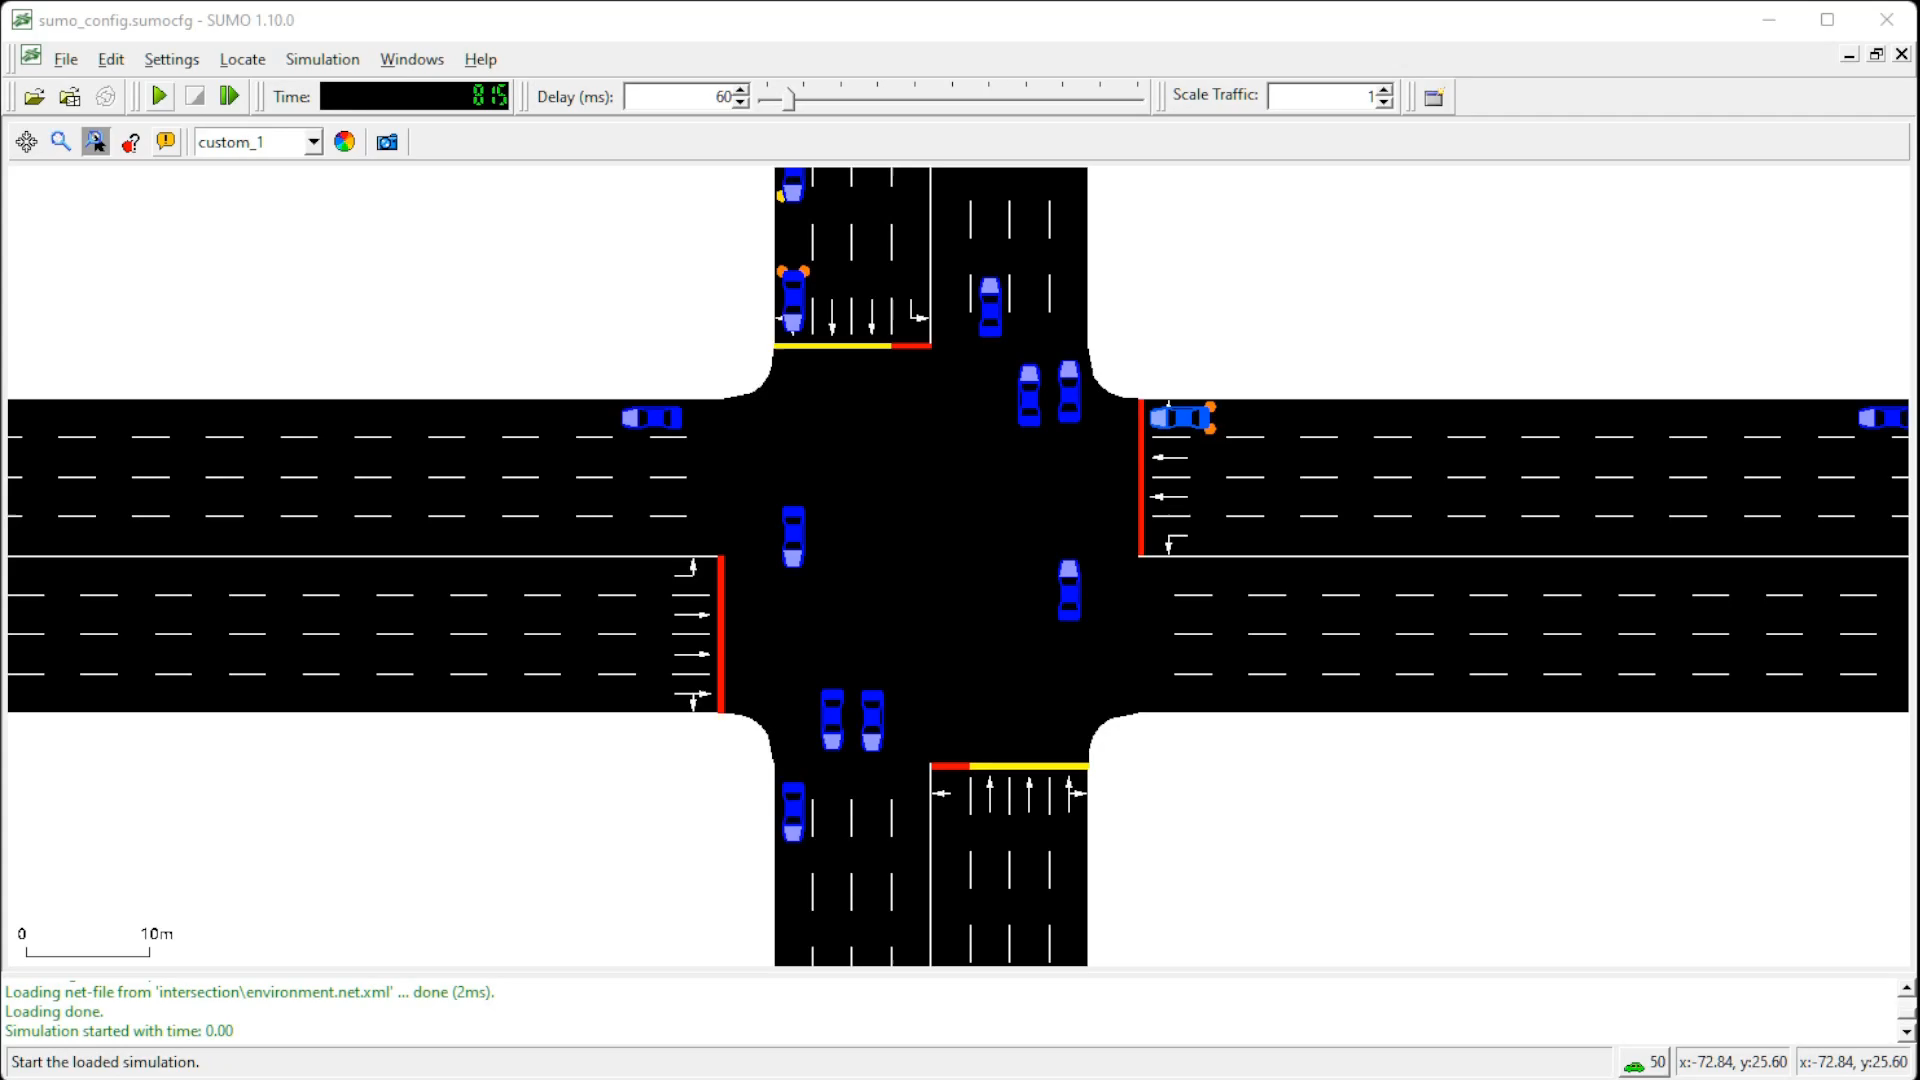 sumo_config.sumocfg - SUMO 1.10.0
File Edit Settings Locate Simulation Windows Help
Time: 815 Delay (ms): 60 Scale Traffic: 1
custom_1
0 10m
Loading net-file from 'intersection\environment.net.xml' ... done (2ms).
Loading done.
Simulation started with time: 0.00
Start the loaded simulation. 50 x:-72.84, y:25.60 x:-72.84, y:25.60